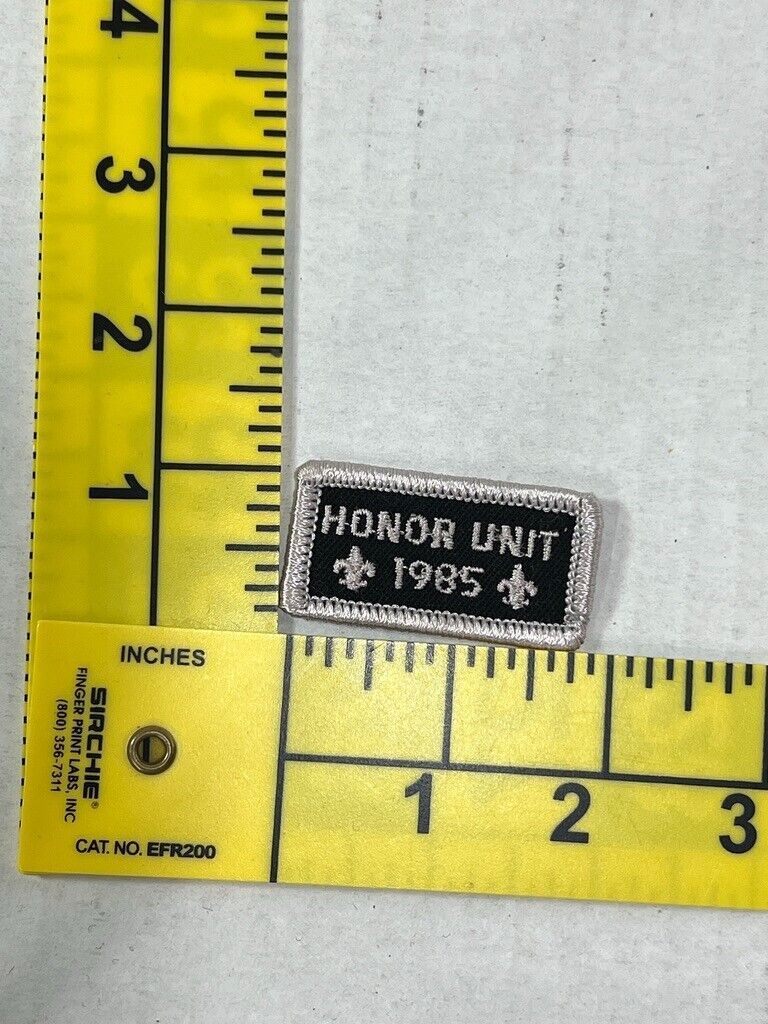 4
3
2
1
HONOR UNIT
1985
INCHES
SIRCHIE®
FINGER PRINT LABS, INC
(800) 356-7311
CAT. NO. EFR200
1
2
3